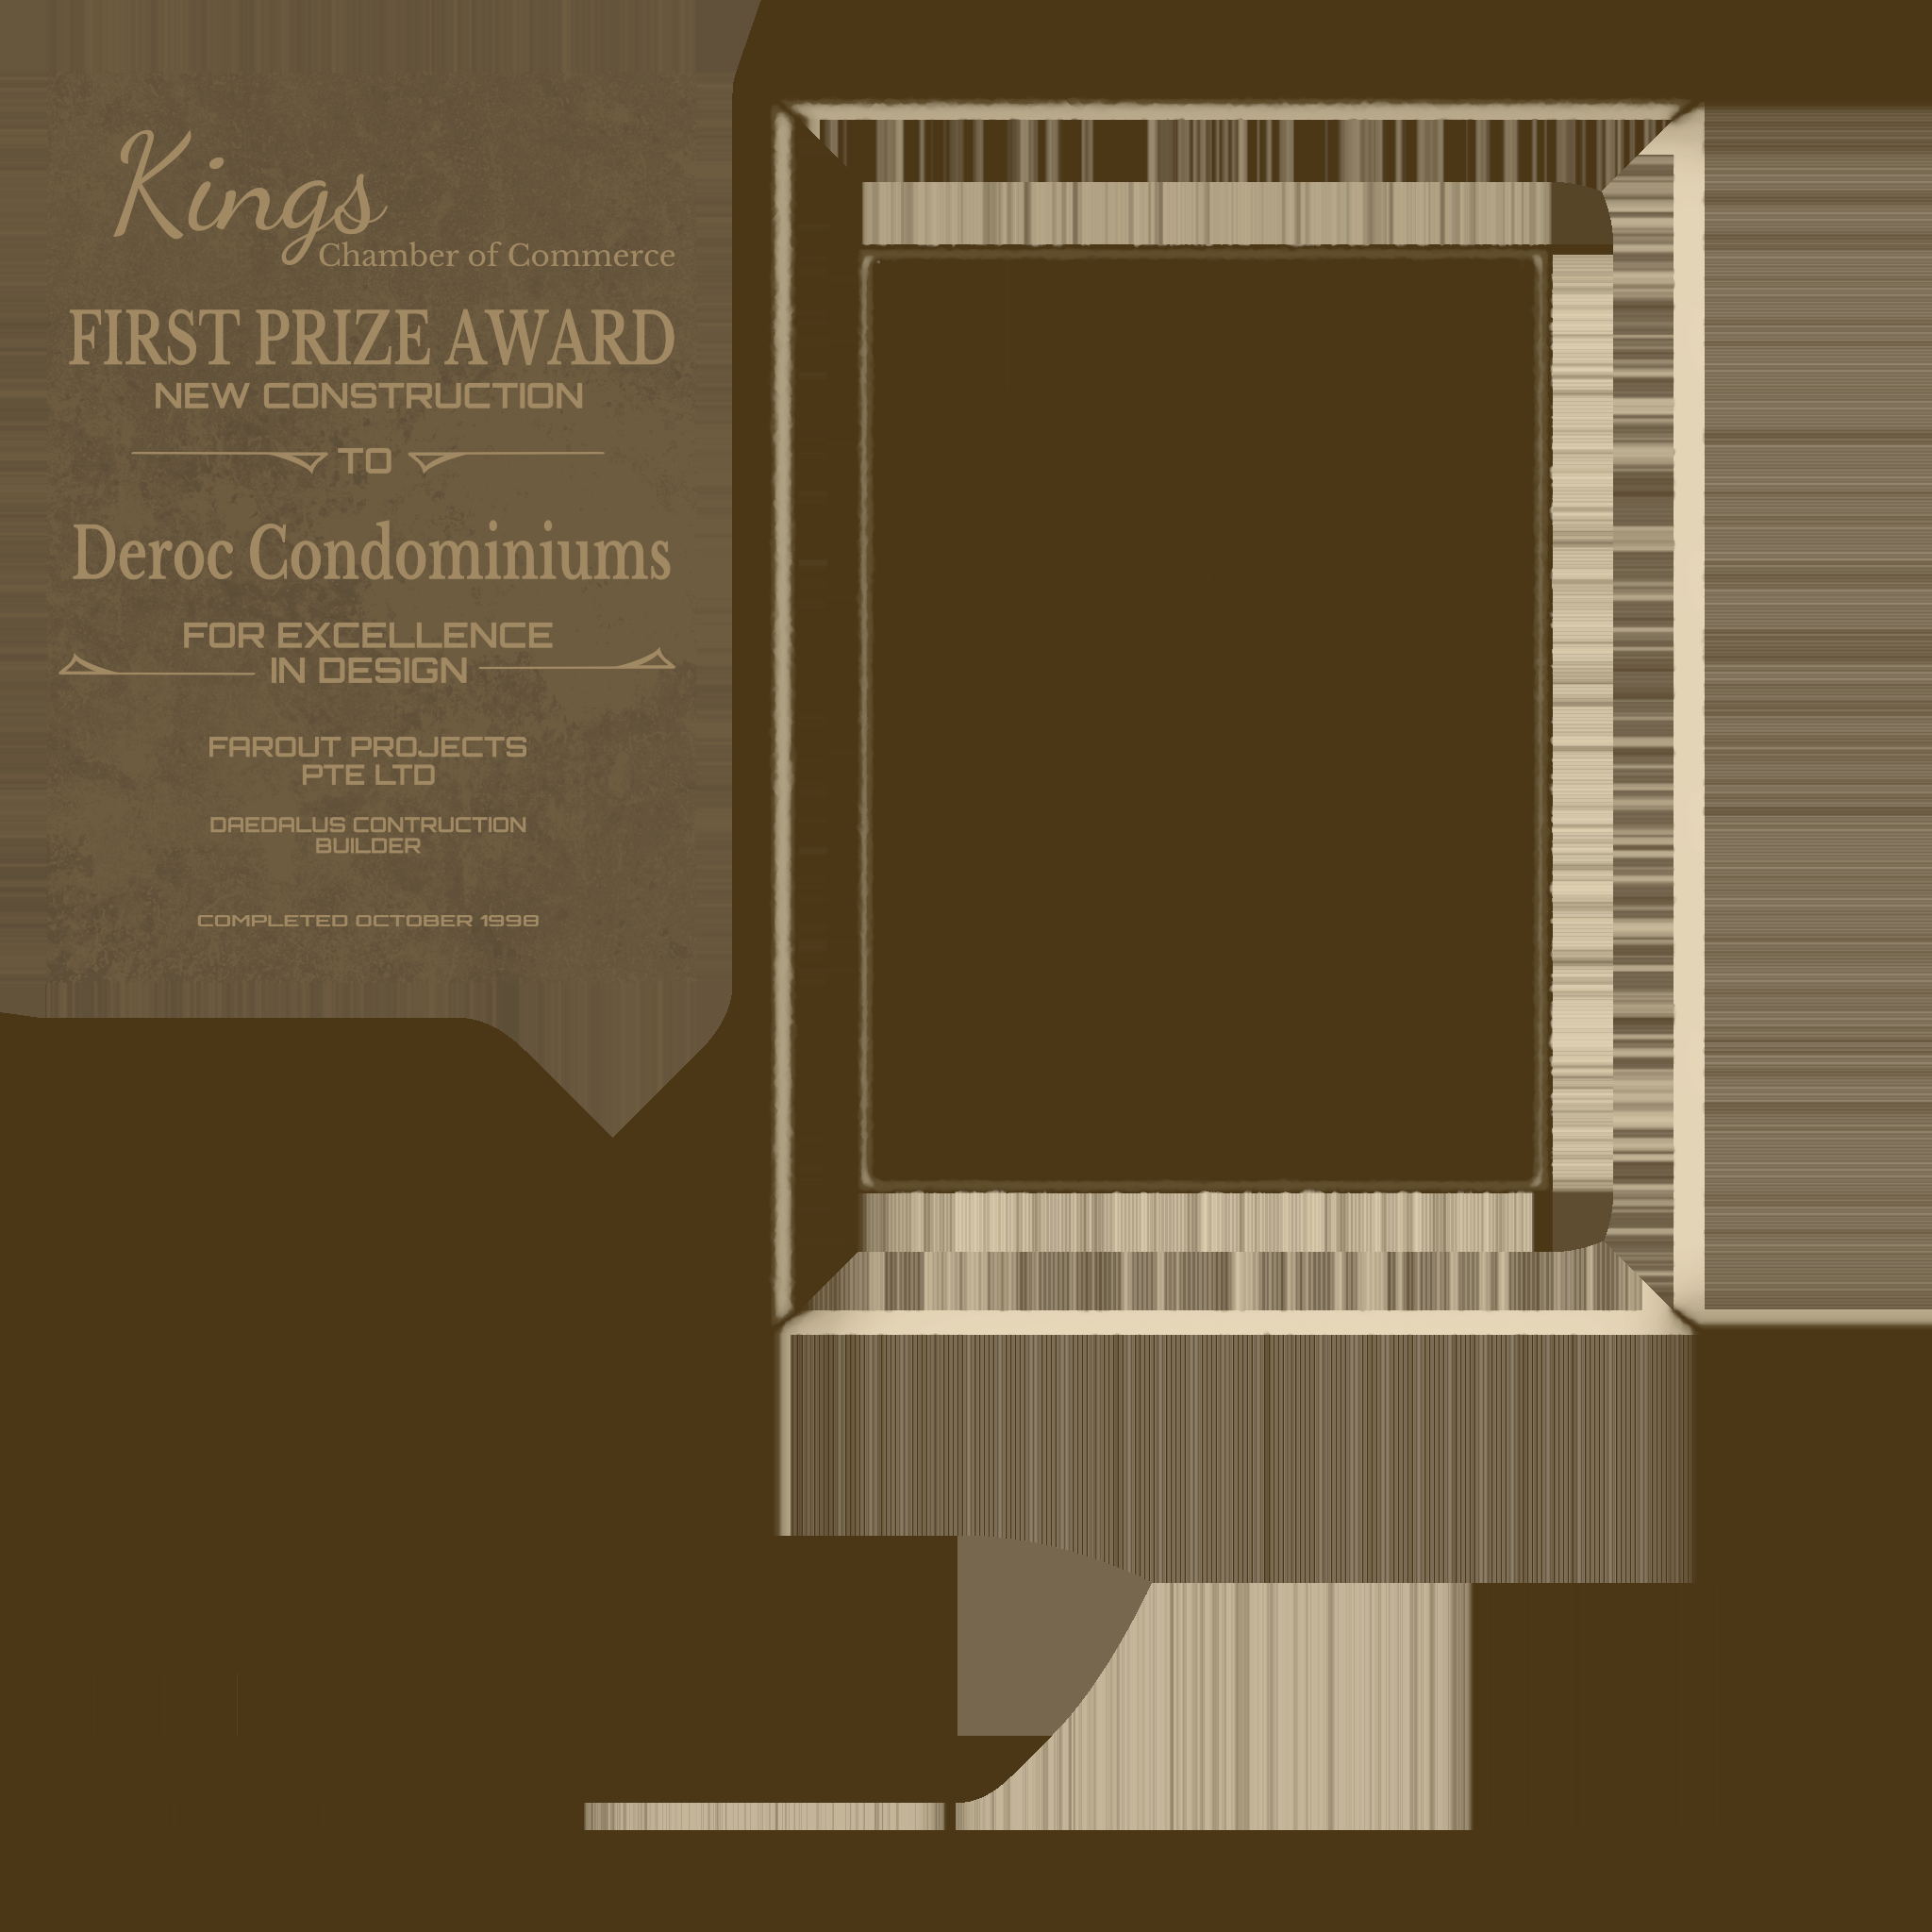 Kings
Chamber of Commerce
FIRST PRIZE AWARD
NEW CONSTRUCTION
TO
Deroc Condominiums
FOR EXCELLENCE
IN DESIGN
FAROUT PROJECTS
PTE LTD
DAEDALUS CONTRUCTION
BUILDER
COMPLETED OCTOBER 1998